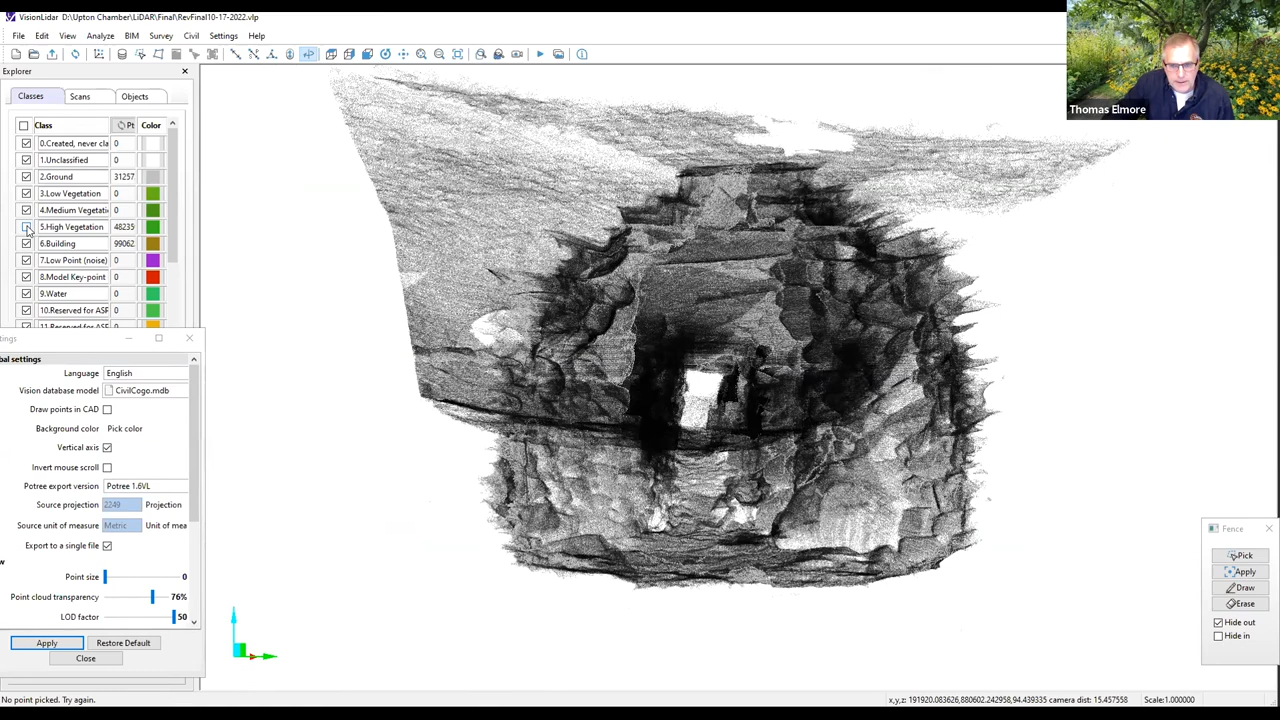 VisionLidar D:\Upton Chamber\LiDAR\Final\RevFinal10-17-2022.vlp
File Edit View Analyze BIM Survey Civil Settings Help
Thomas Elmore
Explorer
Classes Scans Objects
Class Pt Color
0.Created, never cla 0
1.Unclassified 0
2.Ground 31257
3.Low Vegetation 0
4.Medium Vegetati 0
5.High Vegetation 48235
6.Building 99062
7.Low Point (noise) 0
8.Model Key-point 0
9.Water 0
10.Reserved for ASP 0
11.Reserved for ASP 0
tings
bal settings
Language English
Vision database model CivilCogo.mdb
Draw points in CAD
Background color Pick color
Vertical axis
Invert mouse scroll
Potree export version Potree 1.6VL
Source projection 2249 Projection
Source unit of measure Metric Unit of mea
Export to a single file
w
Point size 0
Point cloud transparency 76%
LOD factor 50
Apply Restore Default
Close
Fence
Pick
Apply
Draw
Erase
Hide out
Hide in
No point picked. Try again. x,y,z: 191920.083626,880602.242958,94.439335 camera dist: 15.457558 Scale:1.000000